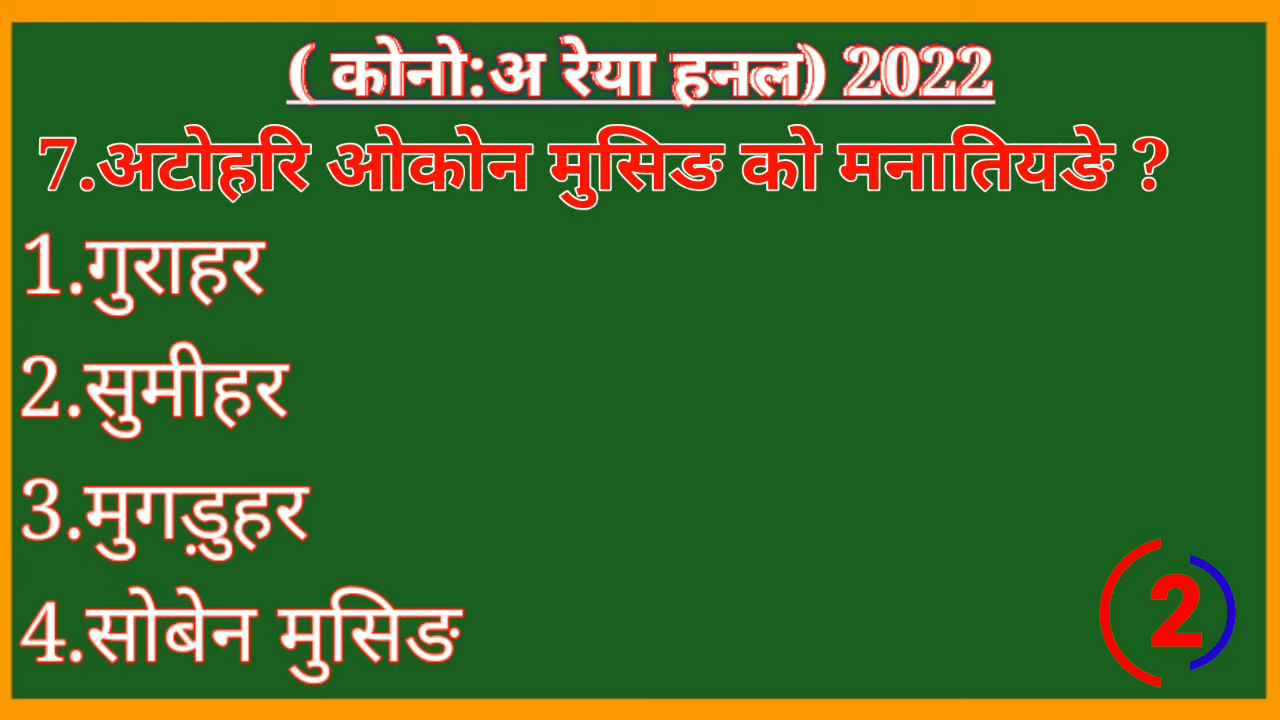 ( कोनो:अ रेया हनल) 2022
7.अटोहरि ओकोन मुसिङ को मनातियङे ?
1.गुराहर
2.सुमीहर
3.मुगड़ुहर
4.सोबेन मुसिङ
2